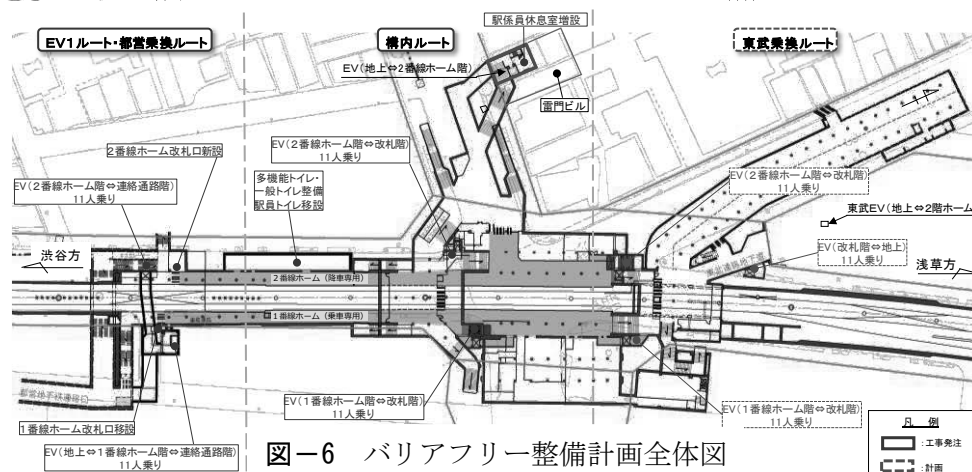 EV1ルート・都営乗換ルート
構内ルート
東武乗換ルート
駅係員休息室増設
EV(地上⇔2番線ホーム階)
雷門ビル
2番線ホーム改札口新設
EV(2番線ホーム階⇔改札階)
11人乗り
EV(2番線ホーム階⇔連絡通路階)
11人乗り
多機能トイレ・
一般トイレ整備
駅員トイレ移設
EV(2番線ホーム階⇔改札階)
11人乗り
東武EV(地上⇔2階ホーム
EV(改札階⇔地上)
11人乗り
渋谷方
浅草方
2番線ホーム(降車専用)
1番線ホーム(乗車専用)
1番線ホーム改札口移設
EV(地上⇔1番線ホーム階⇔連絡通路階)
11人乗り
EV(1番線ホーム階⇔改札階)
11人乗り
EV(1番線ホーム階⇔改札階)
11人乗り
凡 例
:工事発注
:計画
図-6 バリアフリー整備計画全体図